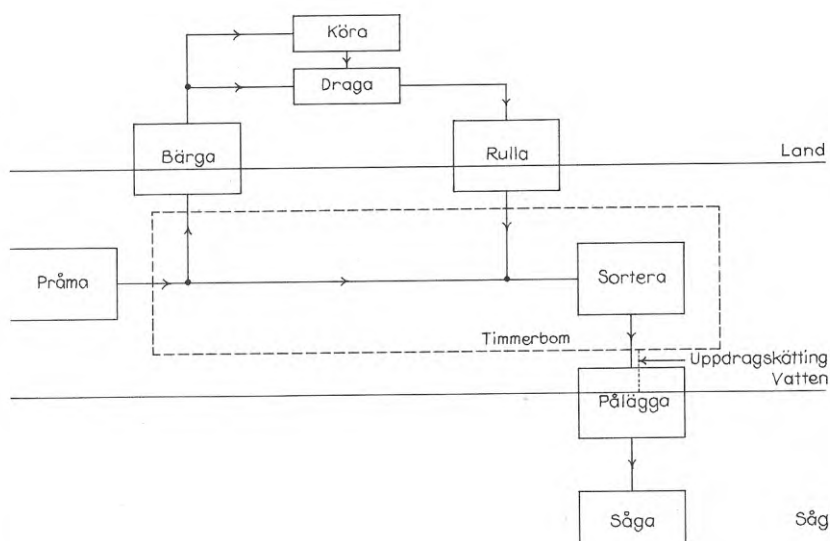 Köra
Draga
Bärga
Rulla
Land
Pråma
Sortera
Timmerbom
Uppdragskätting
Vatten
Pålägga
Såga
Såg